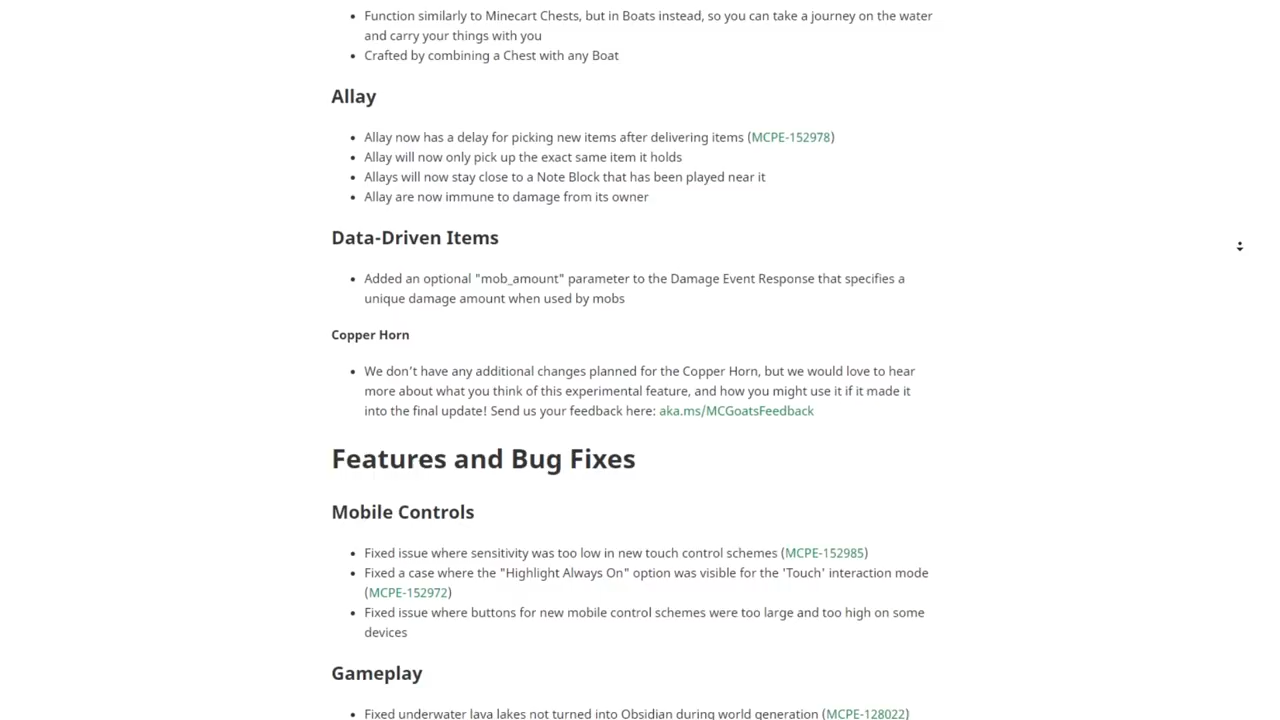 Function similarly to Minecart Chests, but in Boats instead, so you can take a journey on the water
and carry your things with you
Crafted by combining a Chest with any Boat
Allay
Allay now has a delay for picking new items after delivering items (MCPE-152978)
Allay will now only pick up the exact same item it holds
Allays will now stay close to a Note Block that has been played near it
Allay are now immune to damage from its owner
Data-Driven Items
Added an optional "mob_amount" parameter to the Damage Event Response that specifies a
unique damage amount when used by mobs
Copper Horn
We don’t have any additional changes planned for the Copper Horn, but we would love to hear
more about what you think of this experimental feature, and how you might use it if it made it
into the final update! Send us your feedback here: aka.ms/MCGoatsFeedback
Features and Bug Fixes
Mobile Controls
Fixed issue where sensitivity was too low in new touch control schemes (MCPE-152985)
Fixed a case where the "Highlight Always On" option was visible for the 'Touch' interaction mode
(MCPE-152972)
Fixed issue where buttons for new mobile control schemes were too large and too high on some
devices
Gameplay
Fixed underwater lava lakes not turned into Obsidian during world generation (MCPE-128022)